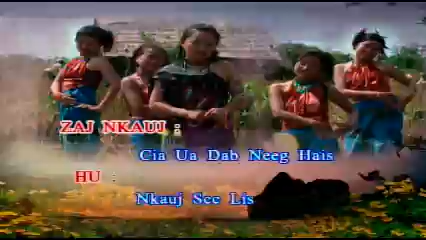 ZAJ NKAUJ :
Cia Ua Dab Neeg Hais
HU :
Nkauj See Lis